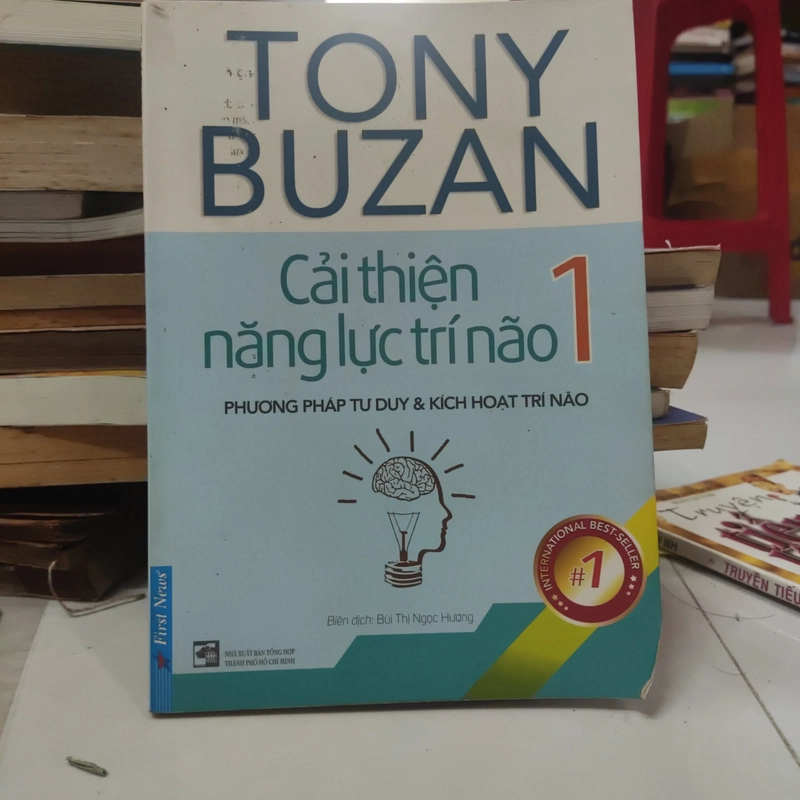 TONY
BUZAN
Cải thiện
năng lực trí não 1
PHƯƠNG PHÁP TƯ DUY & KÍCH HOẠT TRÍ NÃO
INTERNATIONAL BEST-SELLER
#1
Biên dịch: Bùi Thị Ngọc Hương
First News
NHÀ XUẤT BẢN TỔNG HỢP
THÀNH PHỐ HỒ CHÍ MINH
Truyện
TRUYỆN TIẾU